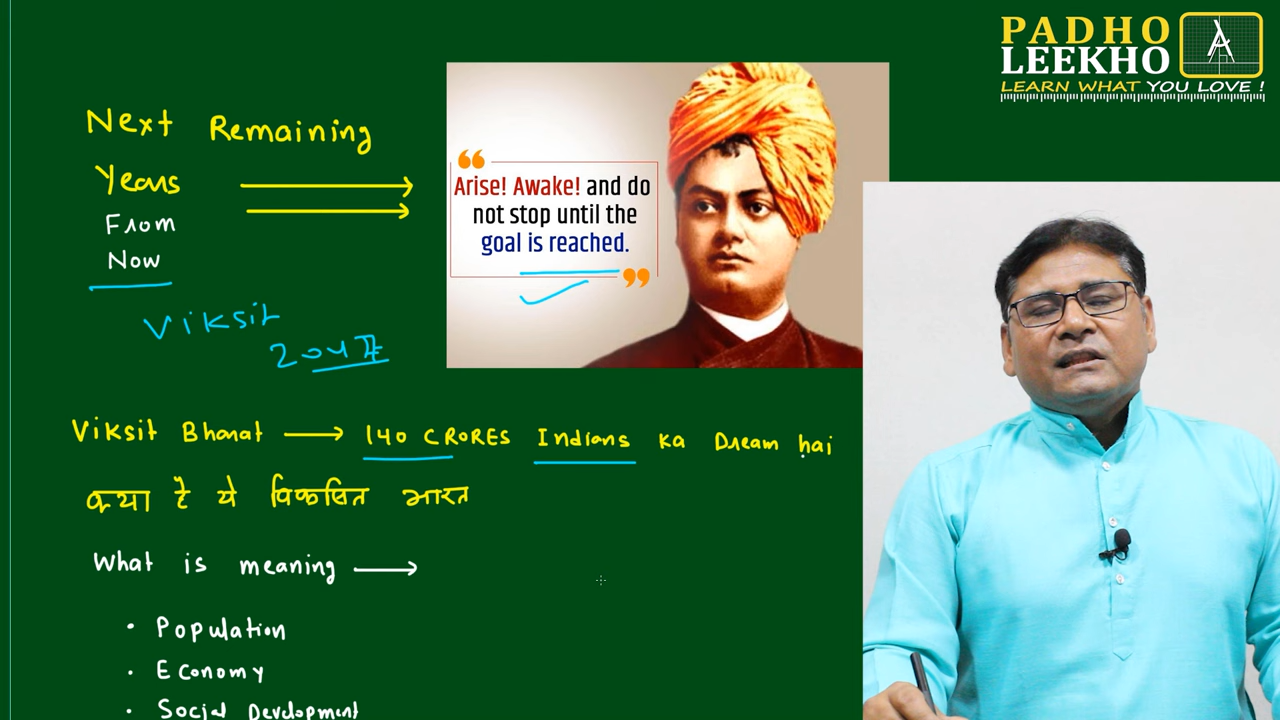 PADHO
LEEKHO
LEARN WHAT YOU LOVE !
Next Remaining
Years
From
Now
Viksit
2047
“
Arise! Awake! and do
not stop until the
goal is reached.
”
Viksit Bharat → 140 CRORES Indians ka Dream hai
क्या है ये विकसित भारत
What is meaning →
• Population
• Economy
• Social Development